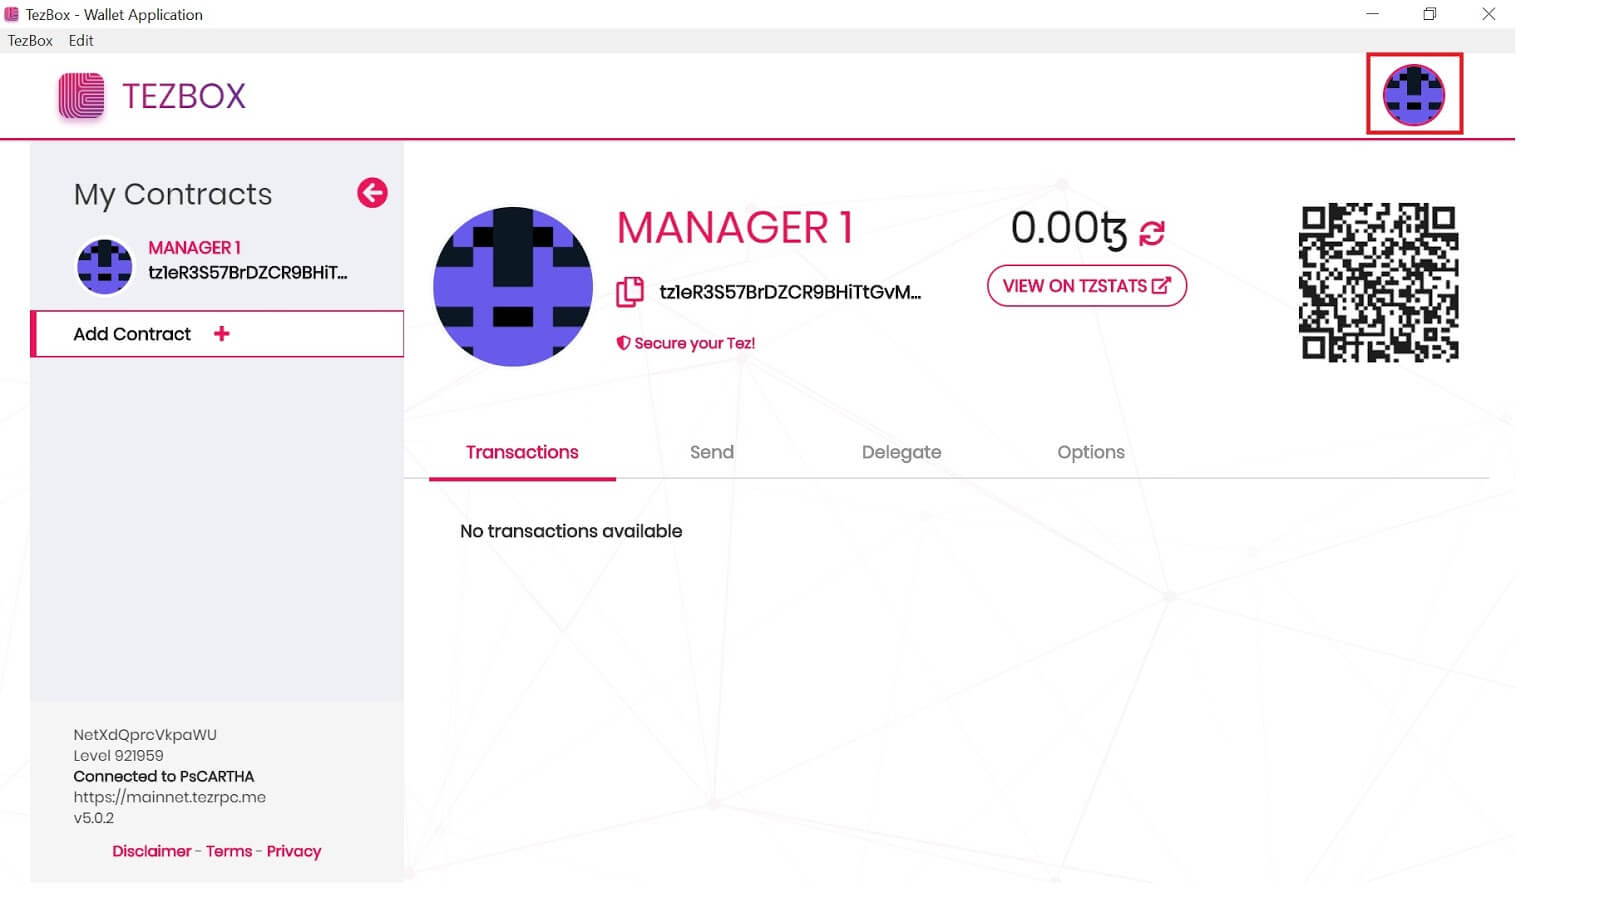 TezBox - Wallet Application
TezBox Edit
TEZBOX
My Contracts
MANAGER 1
tz1eR3S57BrDZCR9BHiT...
Add Contract +
NetXdQprcVkpaWU
Level 921959
Connected to PsCARTHA
https://mainnet.tezrpc.me
v5.0.2
Disclaimer - Terms - Privacy
MANAGER 1
tz1eR3S57BrDZCR9BHiTtGvM...
Secure your Tez!
0.00ꜩ
VIEW ON TZSTATS
Transactions Send Delegate Options
No transactions available